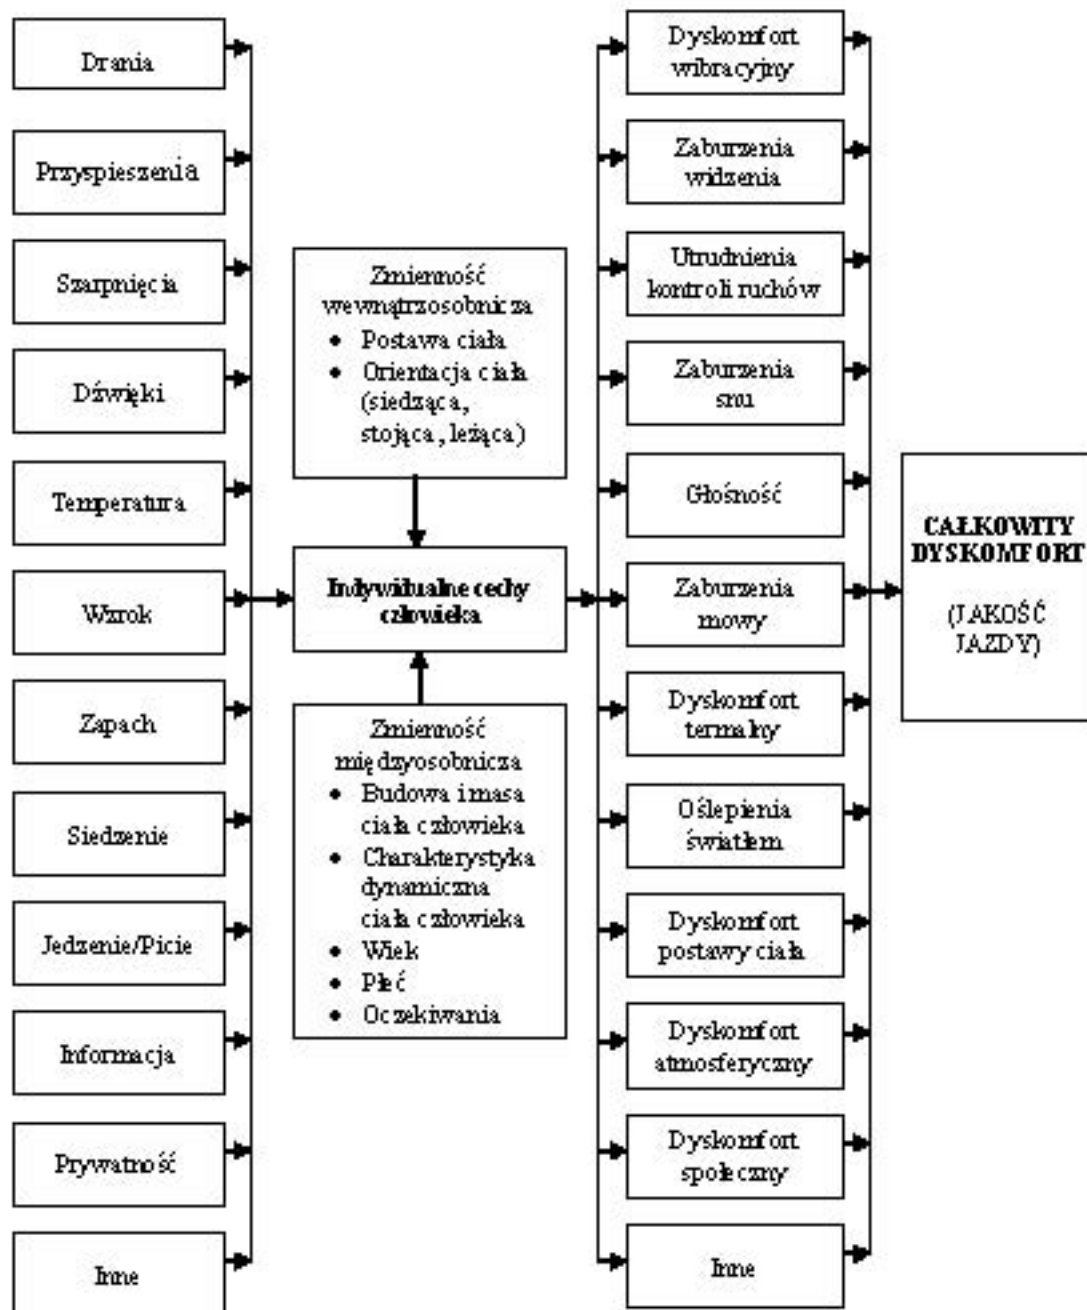 Drania
Przyspieszenia
Szarpnięcia
Dźwięki
Temperatura
Wzrok
Zapach
Siedzenie
Jedzenie/Picie
Informacja
Prywatność
Inne
Zmienność
wewnątrzosobnicza
• Postawa ciała
• Orientacja ciała
(siedząca,
stojąca, leżąca)
Indywidualne cechy
człowieka
Zmienność
międzyosobnicza
• Budowa i masa
ciała człowieka
• Charakterystyka
dynamiczna
ciała człowieka
• Wiek
• Płeć
• Oczekiwania
Dyskomfort
wibracyjny
Zaburzenia
widzenia
Utrudnienia
kontroli ruchów
Zaburzenia
snu
Głośność
Zaburzenia
mowy
Dyskomfort
termalny
Oślepienia
światłem
Dyskomfort
postawy ciała
Dyskomfort
atmosferyczny
Dyskomfort
społeczny
Inne
CAŁKOWITY
DYSKOMFORT
(JAKOŚĆ
JAZDY)